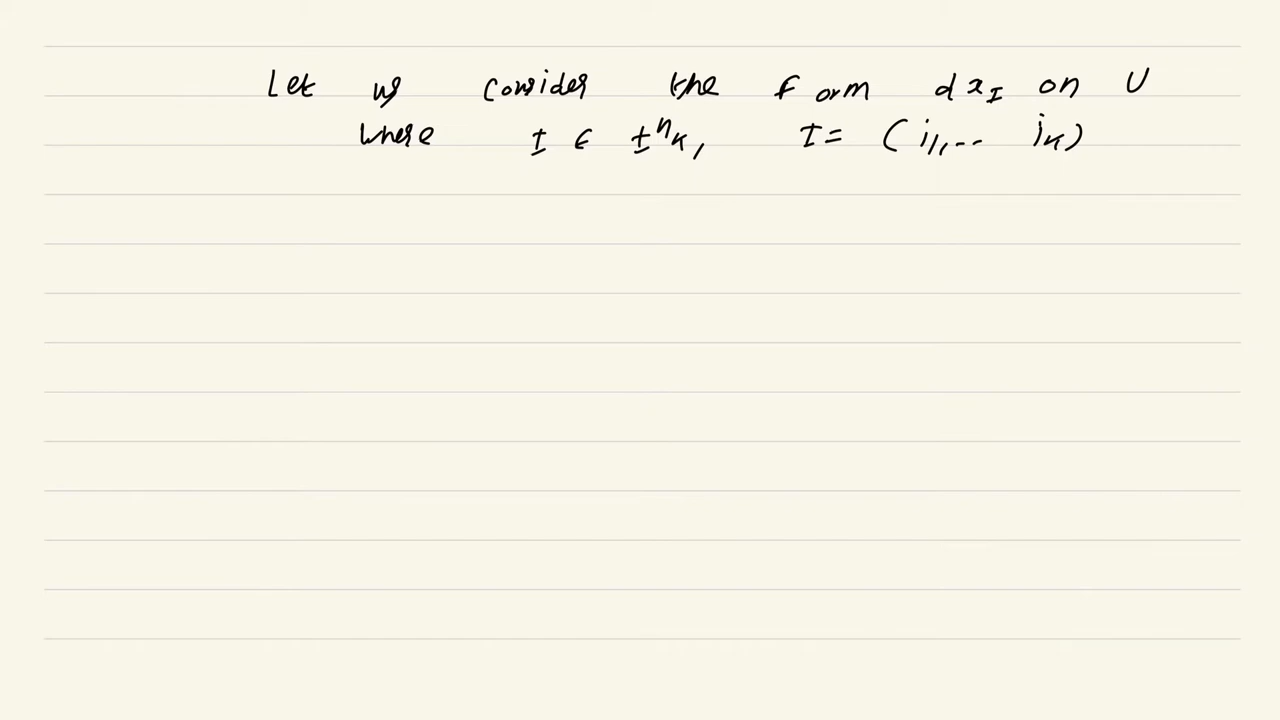 Let us consider the form dx_I on U
where I ∈ I^n_k, I = (i_1, ... i_k)